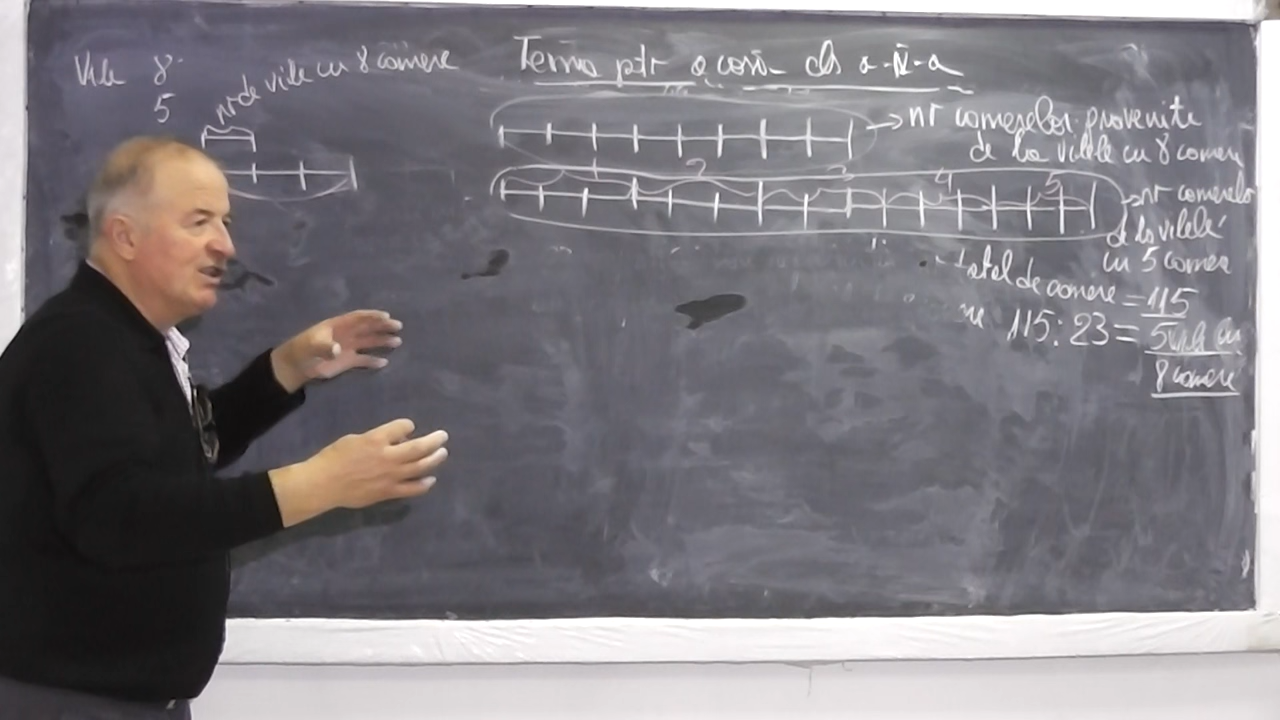 Vile 8
5
nr de vile cu 8 camere
Tema ptr acasă cls a-V-a
→ nr camerelor provenite
de la vilele cu 8 camere
1 2 3 4 5
→ nr camerelor
de la vilele
cu 5 camere
total de camere = 115
115 : 23 = 5 vile cu
8 camere